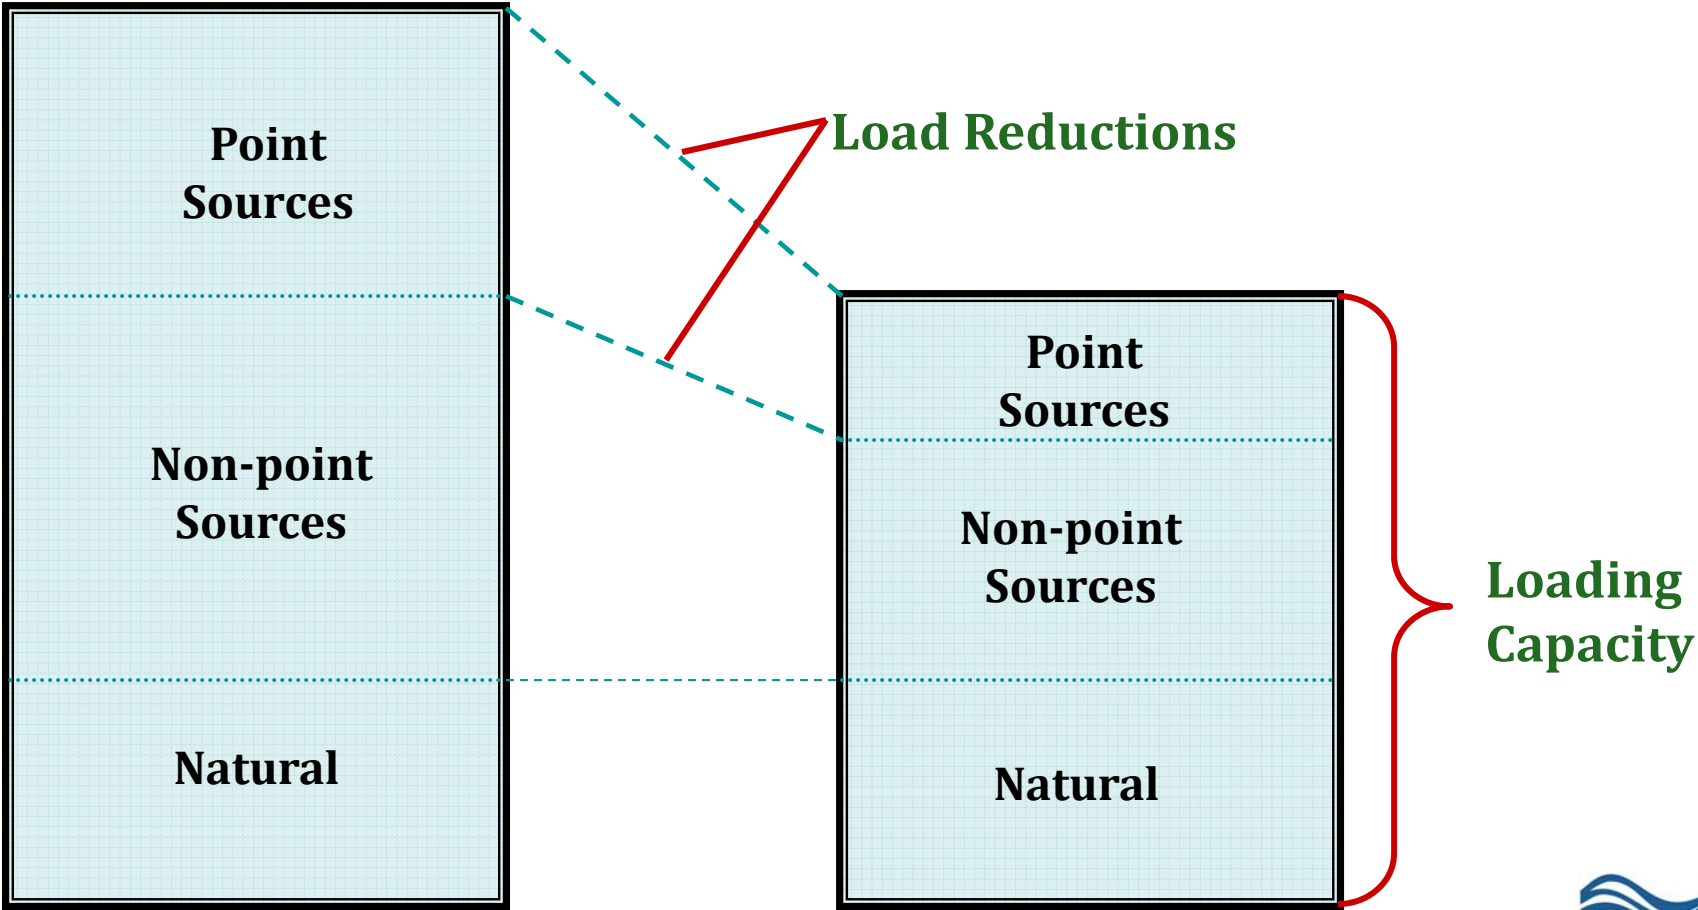 Point
Sources
Non-point
Sources
Natural
Load Reductions
Point
Sources
Non-point
Sources
Natural
Loading
Capacity